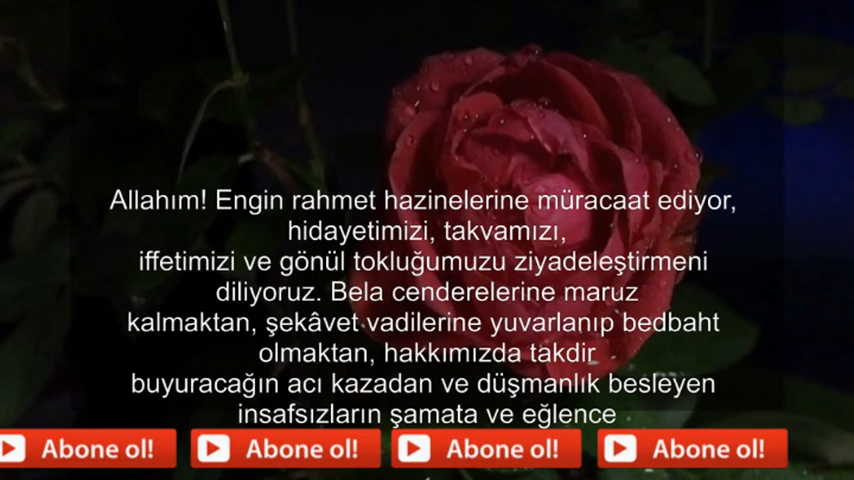 Allahım! Engin rahmet hazinelerine müracaat ediyor,
hidayetimizi, takvamızı,
iffetimizi ve gönül tokluğumuzu ziyadeleştirmeni
diliyoruz. Bela cenderelerine maruz
kalmaktan, şekâvet vadilerine yuvarlanıp bedbaht
olmaktan, hakkımızda takdir
buyuracağın acı kazadan ve düşmanlık besleyen
insafsızların şamata ve eğlence
Abone ol! Abone ol! Abone ol! Abone ol!